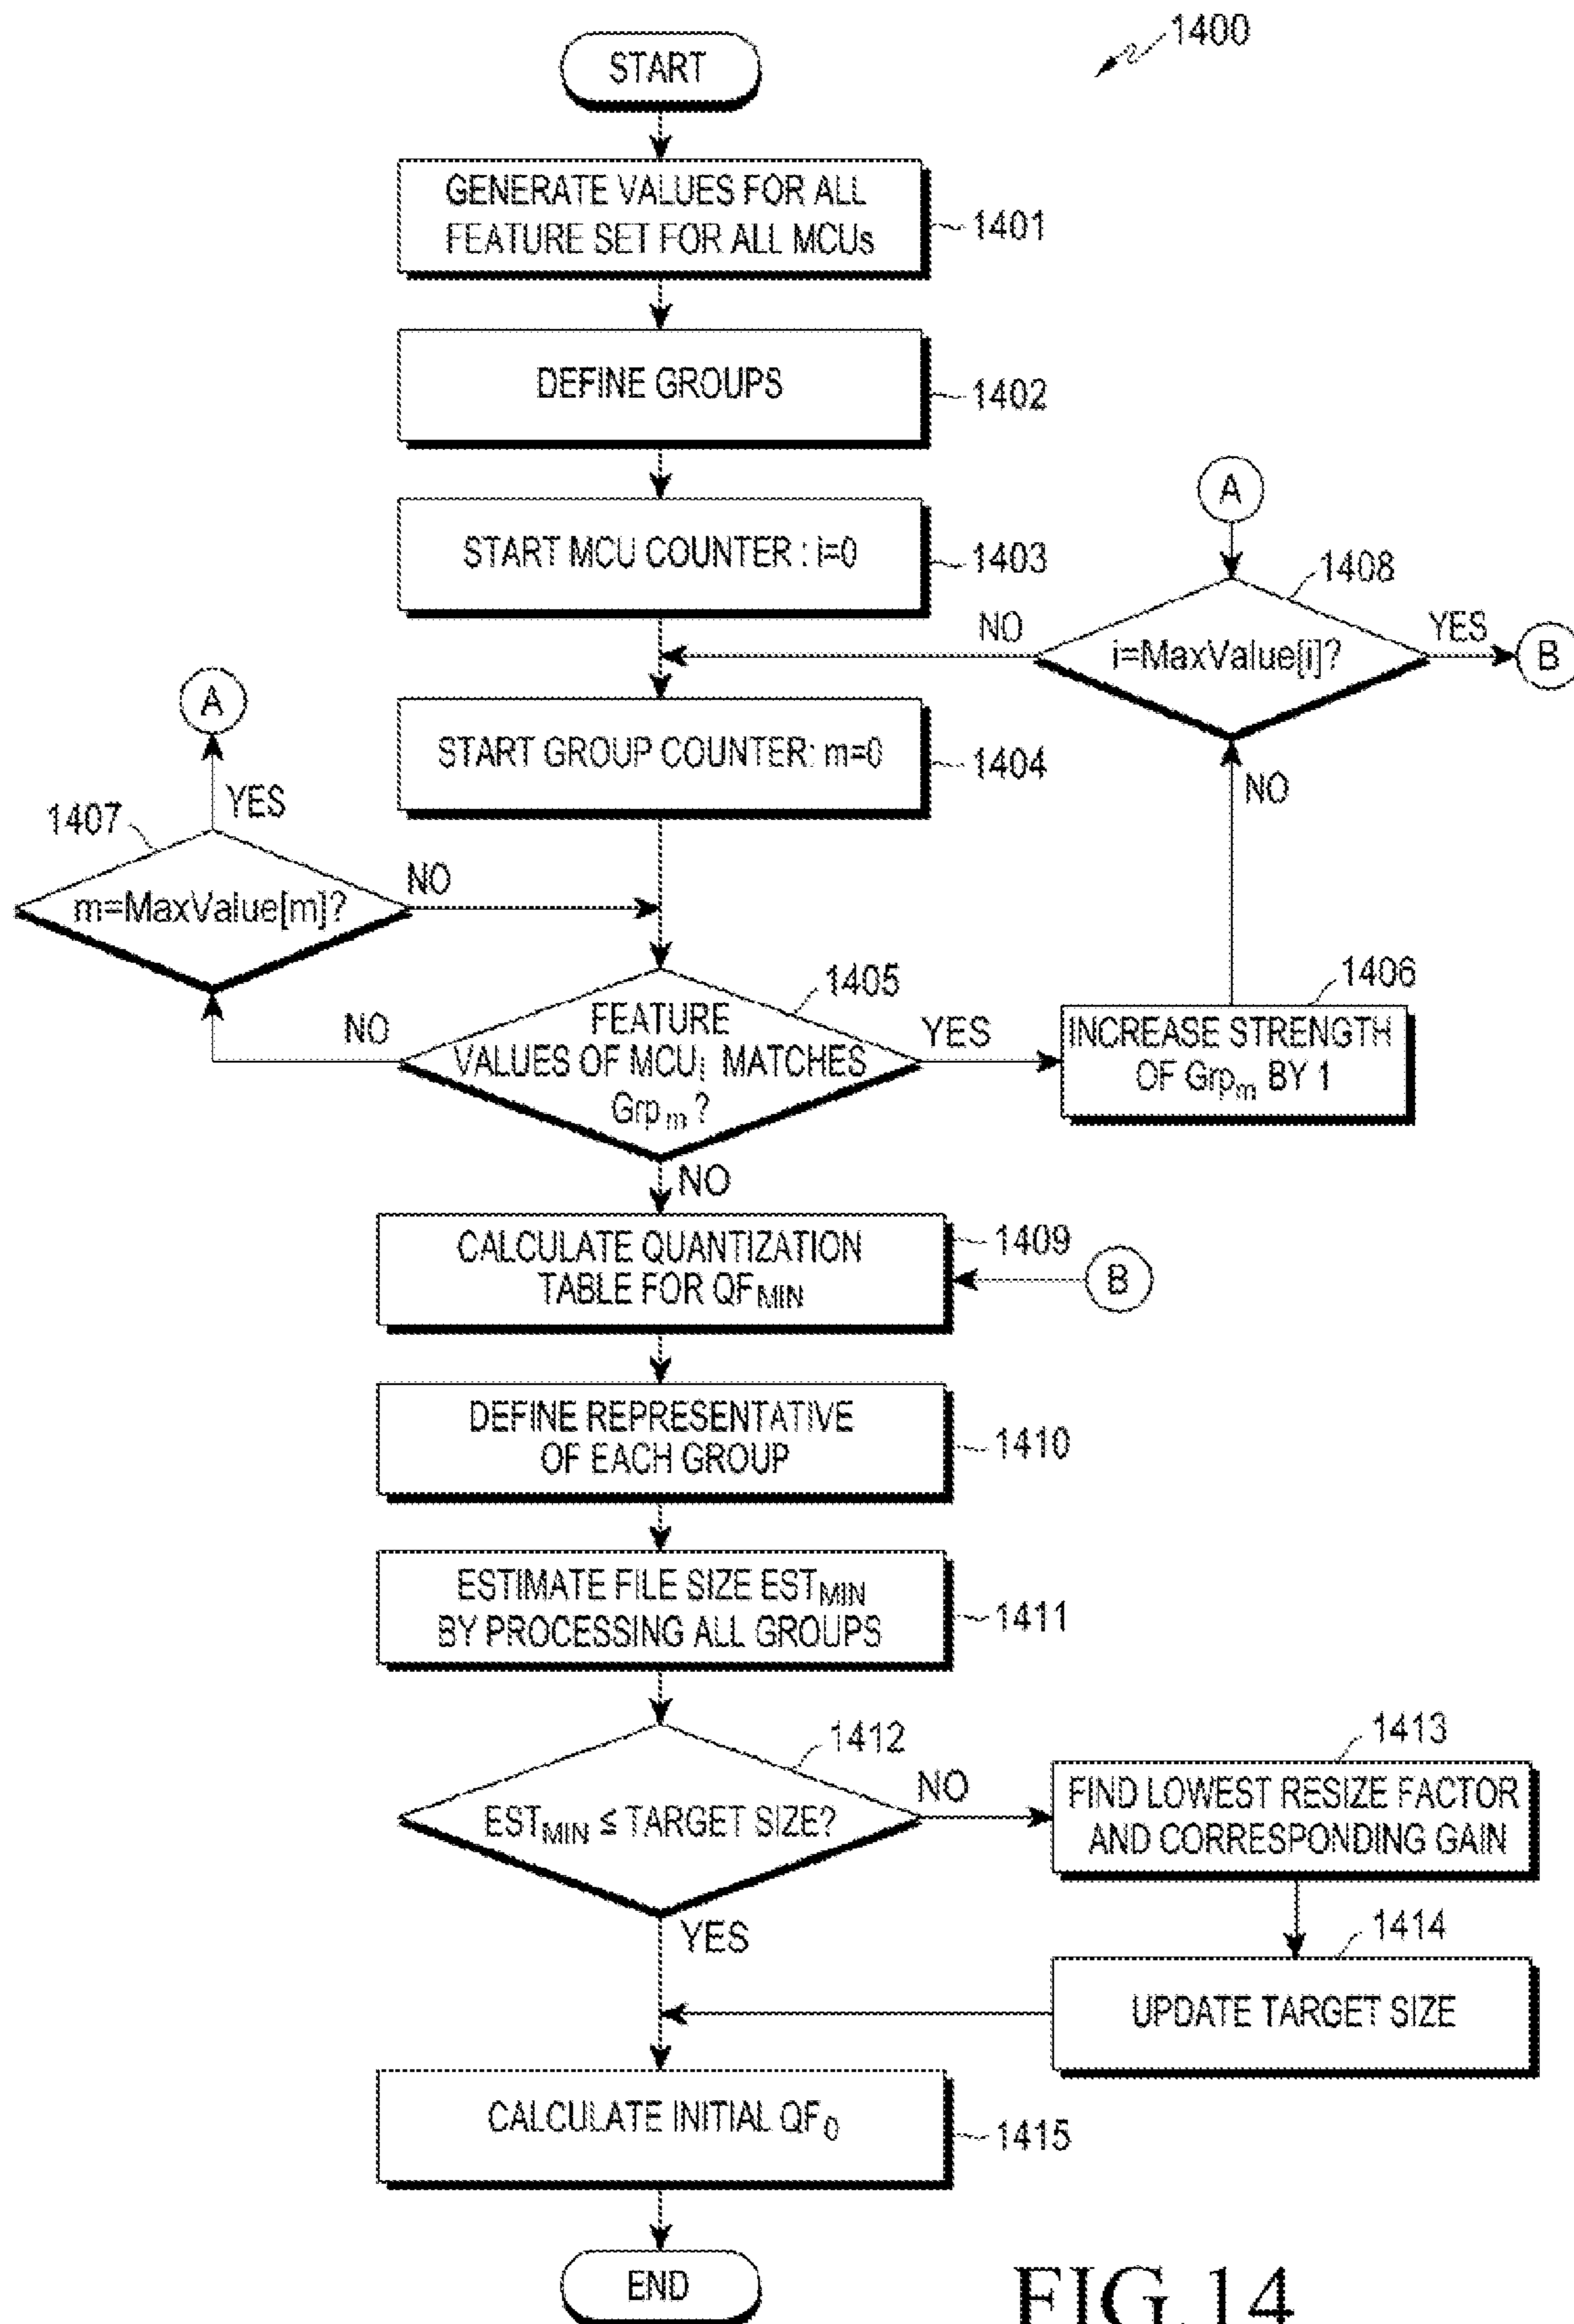 1400
START
GENERATE VALUES FOR ALL
FEATURE SET FOR ALL MCUs
1401
DEFINE GROUPS
1402
START MCU COUNTER : i=0
1403
A
1408
i=MaxValue[i]?
NO
YES
B
A
START GROUP COUNTER: m=0
1404
YES
1407
m=MaxValue[m]?
NO
NO
1405
FEATURE
VALUES OF MCUi MATCHES
Grpm ?
NO
YES
1406
INCREASE STRENGTH
OF Grpm BY 1
NO
CALCULATE QUANTIZATION
TABLE FOR QFMIN
1409
B
DEFINE REPRESENTATIVE
OF EACH GROUP
1410
ESTIMATE FILE SIZE ESTMIN
BY PROCESSING ALL GROUPS
1411
1412
ESTMIN ≤ TARGET SIZE?
NO
1413
FIND LOWEST RESIZE FACTOR
AND CORRESPONDING GAIN
YES
1414
UPDATE TARGET SIZE
CALCULATE INITIAL QF0
1415
END
FIG.14